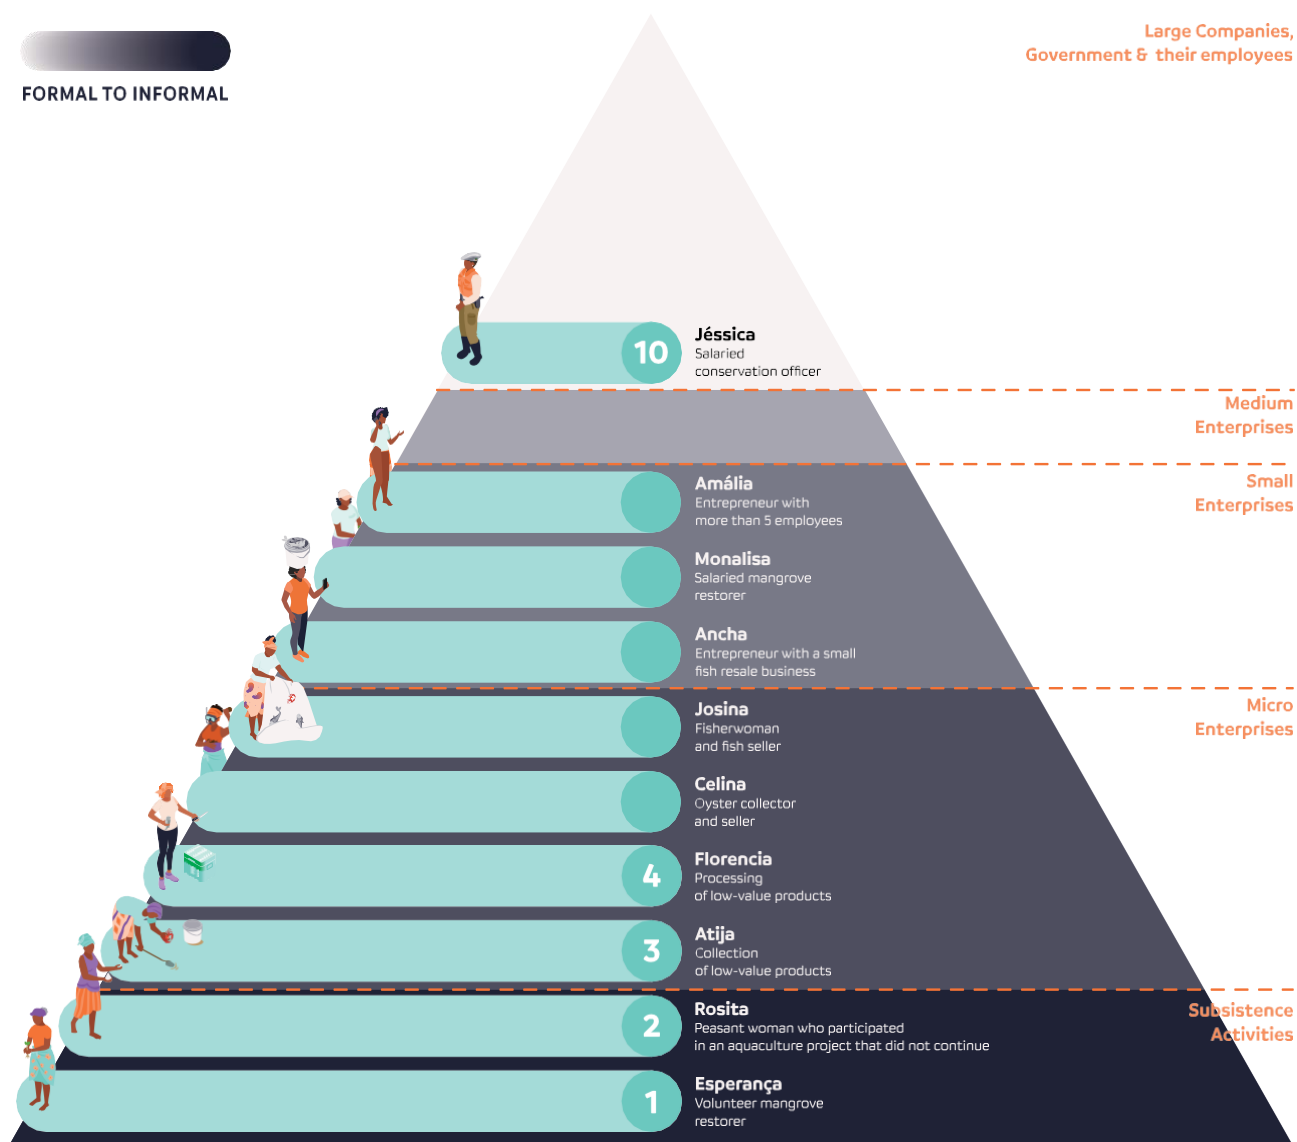 Large Companies,
Government & their employees
FORMAL TO INFORMAL
10
Jéssica
Salaried
conservation officer
Medium
Enterprises
Small
Enterprises
Amália
Entrepreneur with
more than 5 employees
Monalisa
Salaried mangrove
restorer
Ancha
Entrepreneur with a small
fish resale business
Micro
Enterprises
Josina
Fisherwoman
and fish seller
Celina
Oyster collector
and seller
4
Florencia
Processing
of low-value products
3
Atija
Collection
of low-value products
Subsistence
Activities
2
Rosita
Peasant woman who participated
in an aquaculture project that did not continue
1
Esperança
Volunteer mangrove
restorer